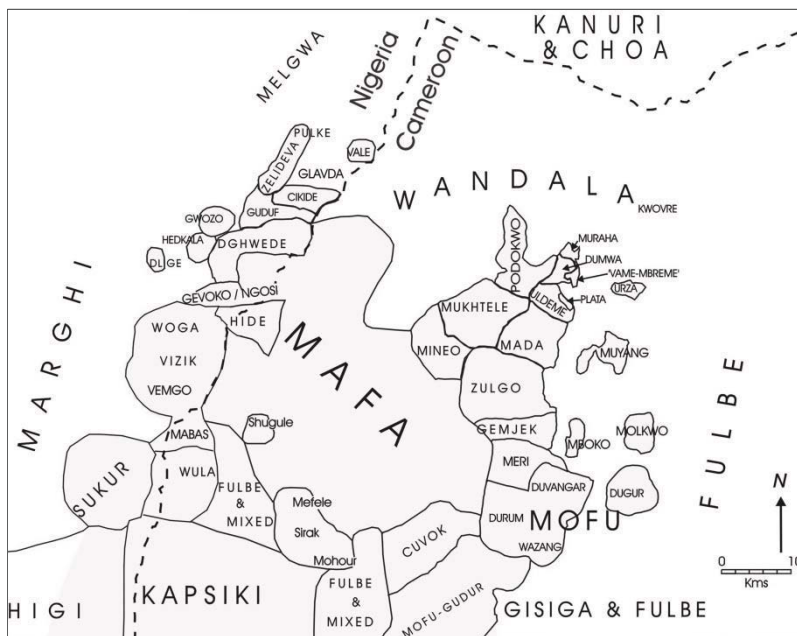 KANURI
& CHOA
MELGWA
Nigeria
Cameroon
PULKE
VALE
ZELIDEVA
GLAVDA
WANDALA
CIKIDE
KWOVRE
GUDUF
GWOZO
HEDKALA
DGHWEDE
PODOKWO
MURAHA
DUMWA
DLGE
'VAME-MBREME'
URZA
GEVOKO / NGOSI
ULDEME
PLATA
MARGHI
HIDE
WOGA
MUKHTELE
MAFA
MINEO
MADA
MUYANG
VIZIK
ZULGO
FULBE
VEMGO
Shugule
GEMJEK
MBOKO
MOLKWO
MABAS
MERI
WULA
SUKUR
FULBE
&
MIXED
DUVANGAR
DUGUR
N
Mefele
DURUM
MOFU
Sirak
CUVOK
WAZANG
Mohour
0
10
Kms
KAPSIKI
FULBE
&
MIXED
HIGI
MOFU-GUDUR
GISIGA & FULBE